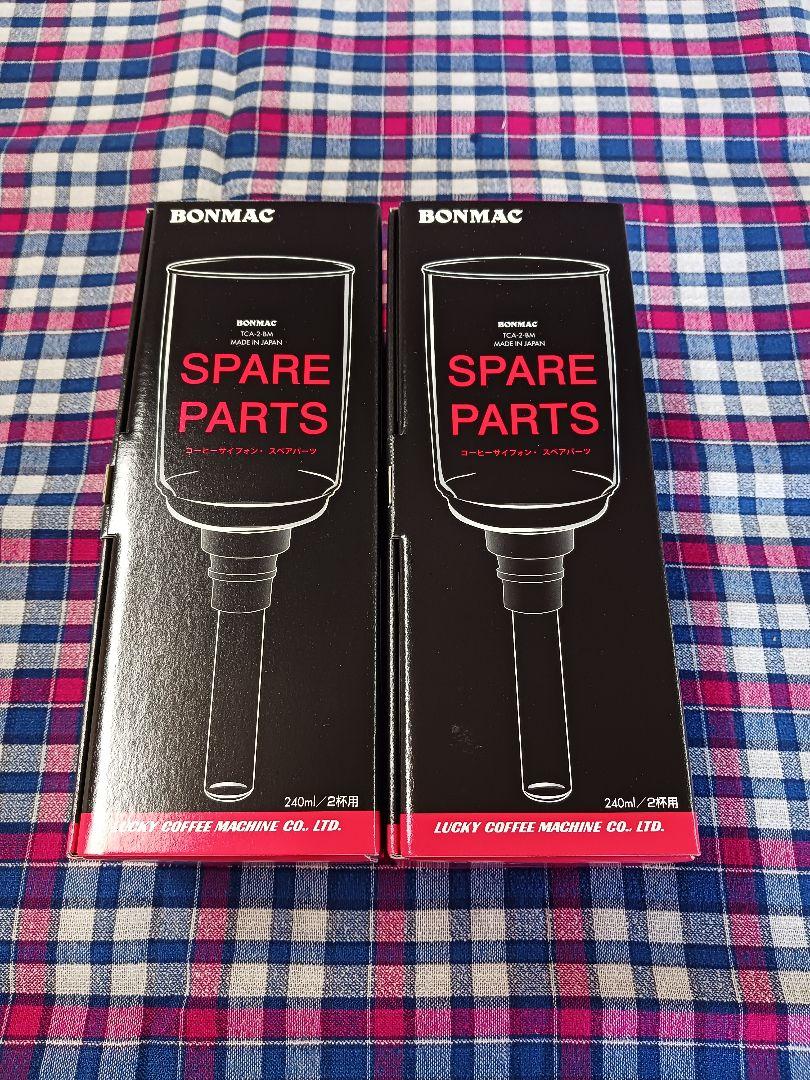 BONMAC
BONMAC
TCA-2-BM
MADE IN JAPAN
SPARE
PARTS
コーヒーサイフォン・スペアパーツ
240ml／2杯用
LUCKY COFFEE MACHINE CO., LTD.
BONMAC
BONMAC
TCA-2-BM
MADE IN JAPAN
SPARE
PARTS
コーヒーサイフォン・スペアパーツ
240ml／2杯用
LUCKY COFFEE MACHINE CO., LTD.